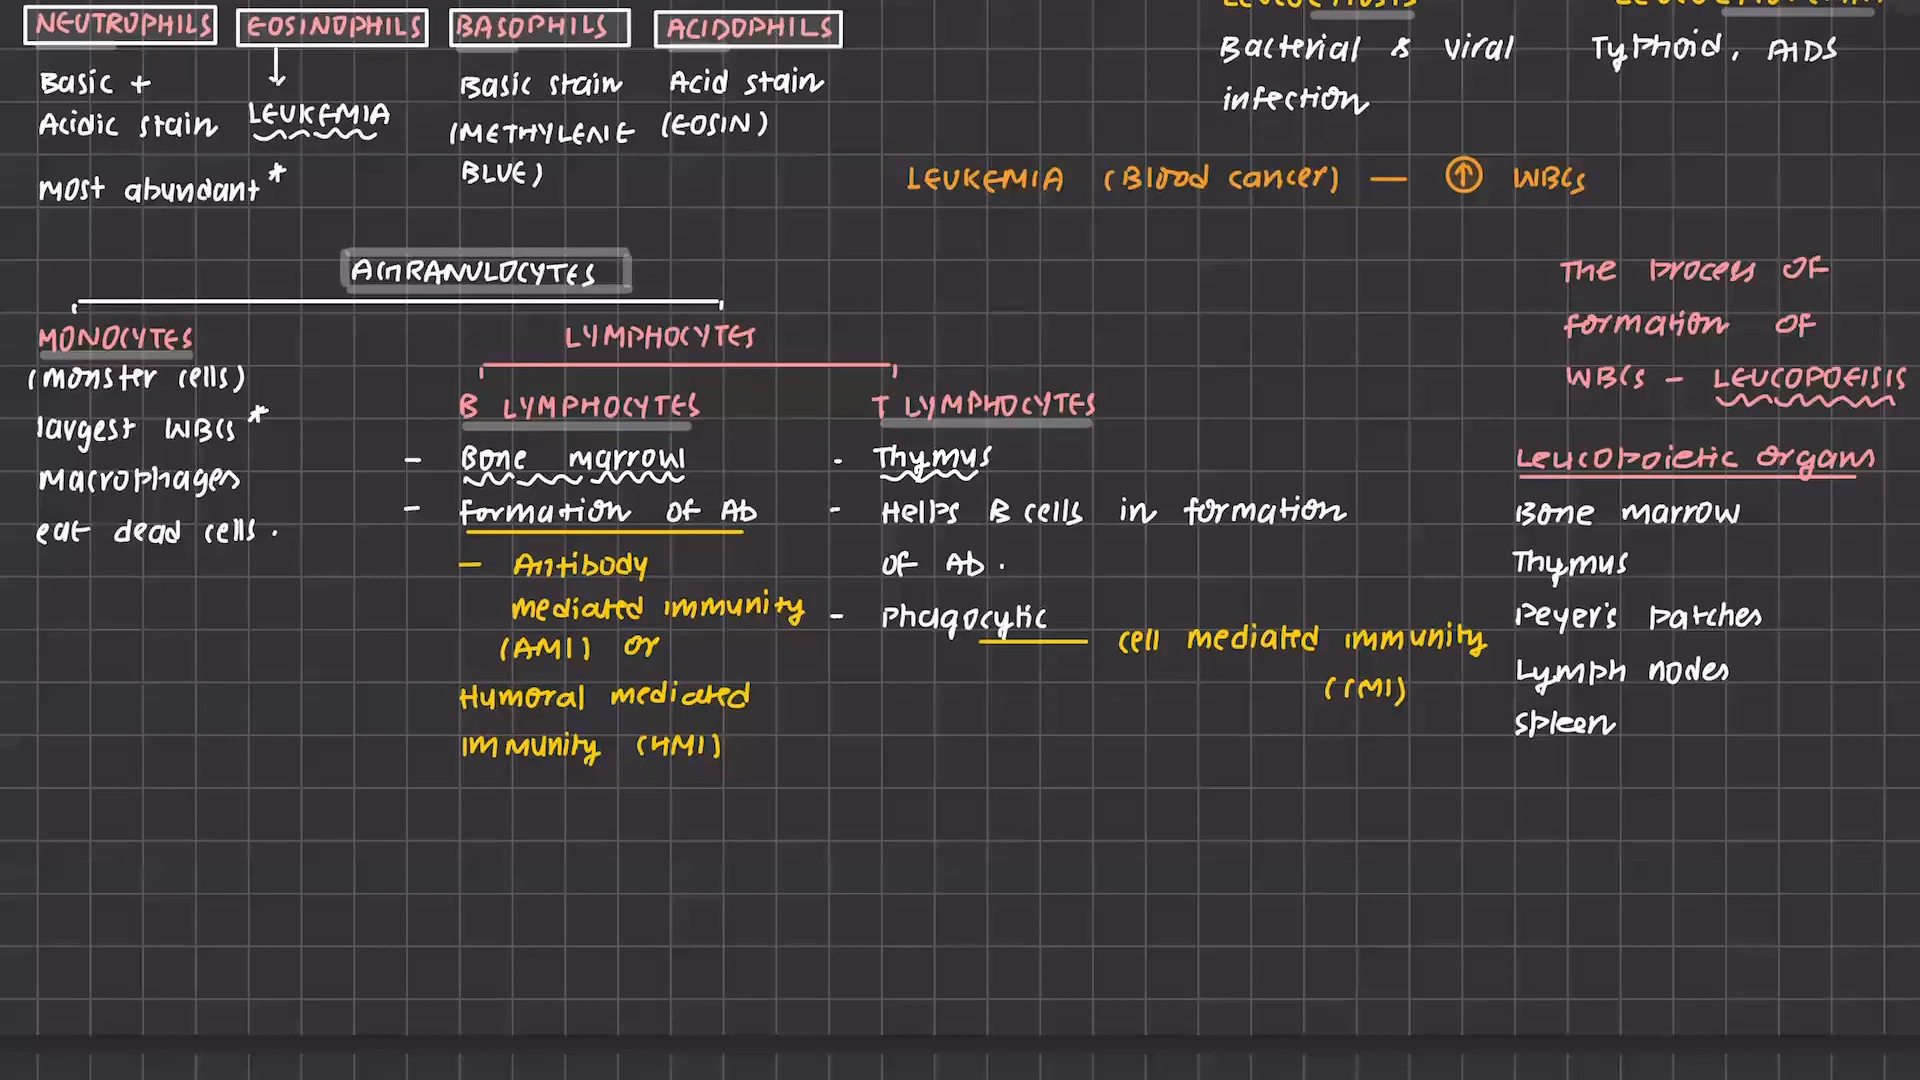 NEUTROPHILS
Basic +
Acidic stain
most abundant*
EOSINOPHILS
LEUKEMIA
BASOPHILS
Basic stain
(METHYLENE
BLUE)
ACIDOPHILS
Acid stain
(EOSIN)
Bacterial & viral
infection
Typhoid, AIDS
LEUKEMIA (Blood cancer) — ↑ WBCs
AGRANULOCYTES
MONOCYTES
(monster cells)
largest WBCs *
Macrophages
eat dead cells.
LYMPHOCYTES
B LYMPHOCYTES
- Bone marrow
- formation of Ab
- Antibody
mediated immunity
(AMI) or
Humoral mediated
immunity (HMI)
T LYMPHOCYTES
- Thymus
- Helps B cells in formation
of Ab.
- Phagocytic
cell mediated immunity
(CMI)
The process of
formation of
WBCs - LEUCOPOEISIS
Leucopoietic organs
Bone marrow
Thymus
Peyer's patches
Lymph nodes
spleen